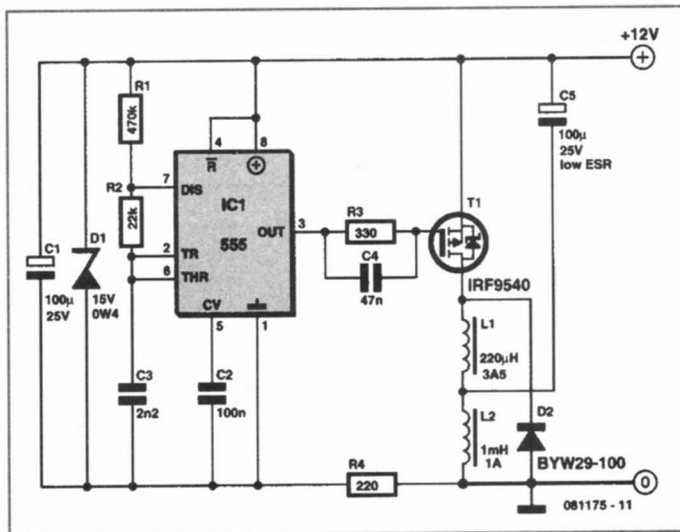 +12V
R1
470k
R2
22k
C1
100µ
25V
D1
15V
0W4
4
R
8
7
DIS
IC1
555
2
TR
6
THR
OUT
3
CV
5
1
C3
2n2
C2
100n
R3
330
C4
47n
T1
IRF9540
C5
100µ
25V
low ESR
L1
220µH
3A5
L2
1mH
1A
D2
BYW29-100
R4
220
0
081175 - 11